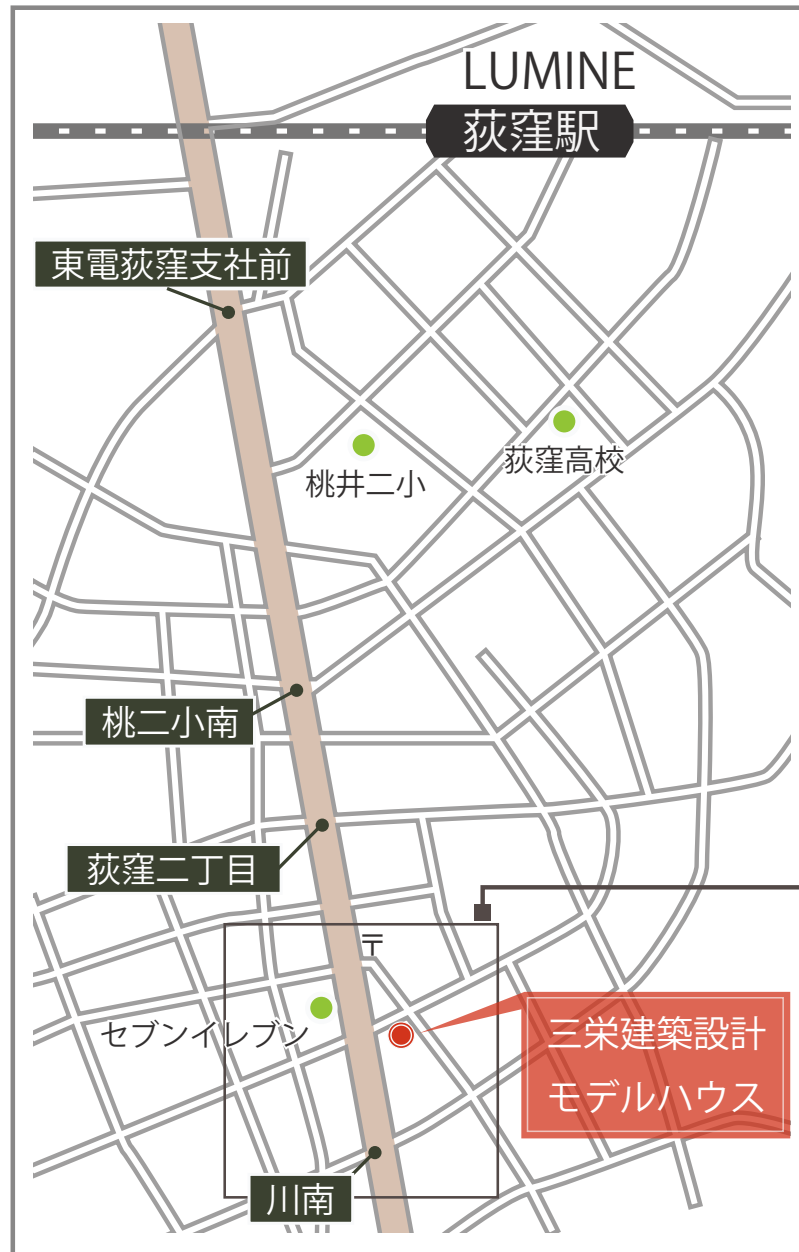 LUMINE
荻窪駅
東電荻窪支社前
荻窪高校
桃井二小
桃二小南
荻窪二丁目
〒
セブンイレブン
三栄建築設計
モデルハウス
川南